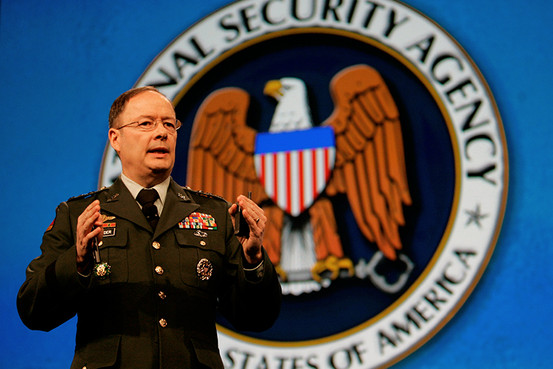 NAL SECURITY AGENCY
STATES OF AMERICA